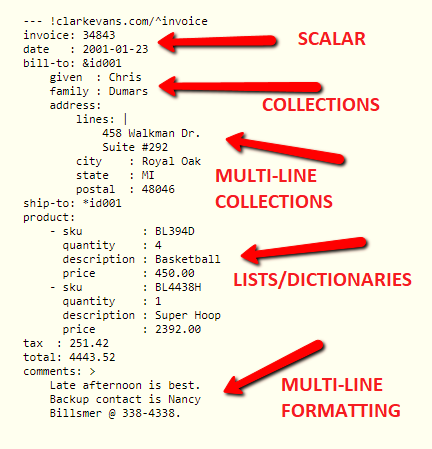 --- !clarkevans.com/^invoice
invoice: 34843
date   : 2001-01-23
bill-to: &id001
    given  : Chris
    family : Dumars
    address:
        lines: |
            458 Walkman Dr.
            Suite #292
        city    : Royal Oak
        state   : MI
        postal  : 48046
ship-to: *id001
product:
    - sku         : BL394D
      quantity    : 4
      description : Basketball
      price       : 450.00
    - sku         : BL4438H
      quantity    : 1
      description : Super Hoop
      price       : 2392.00
tax  : 251.42
total: 4443.52
comments: >
    Late afternoon is best.
    Backup contact is Nancy
    Billsmer @ 338-4338.
SCALAR
COLLECTIONS
MULTI-LINE
COLLECTIONS
LISTS/DICTIONARIES
MULTI-LINE
FORMATTING